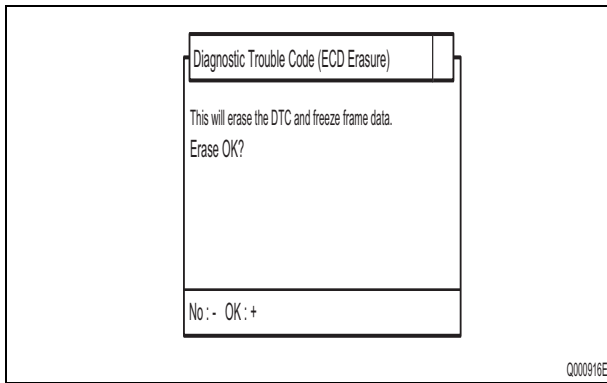 Diagnostic Trouble Code (ECD Erasure)
This will erase the DTC and freeze frame data.
Erase OK?
No : -  OK : +
Q000916E